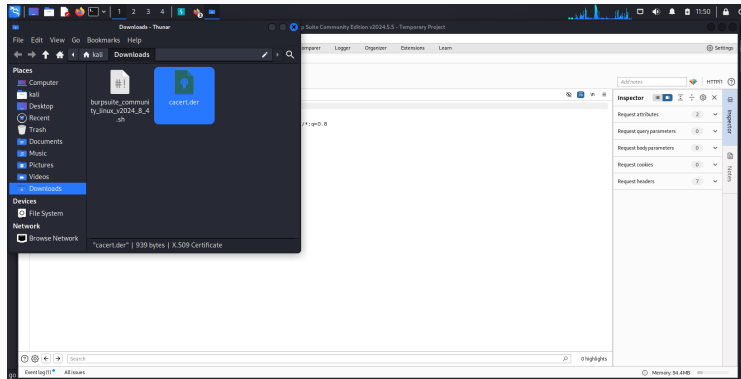 1 2 3 4
11:50
Downloads - Thunar
p Suite Community Edition v2024.5.5 - Temporary Project
File Edit View Go Bookmarks Help
omparer Logger Organizer Extensions Learn
Settings
kali Downloads
Places
Computer
kali
Desktop
Recent
Trash
Documents
Music
Pictures
Videos
Downloads
Devices
File System
Network
Browse Network
#!
burpsuite_communi
ty_linux_v2024_8_4
.sh
cacert.der
"cacert.der" | 939 bytes | X.509 Certificate
/*;q=0.8
Add notes
HTTP/1
\n
Inspector
Request attributes 2
Request query parameters 0
Request body parameters 0
Request cookies 0
Request headers 7
Inspector
Notes
Search
0 highlights
go
Event log (1) All issues
Memory: 94.4MB